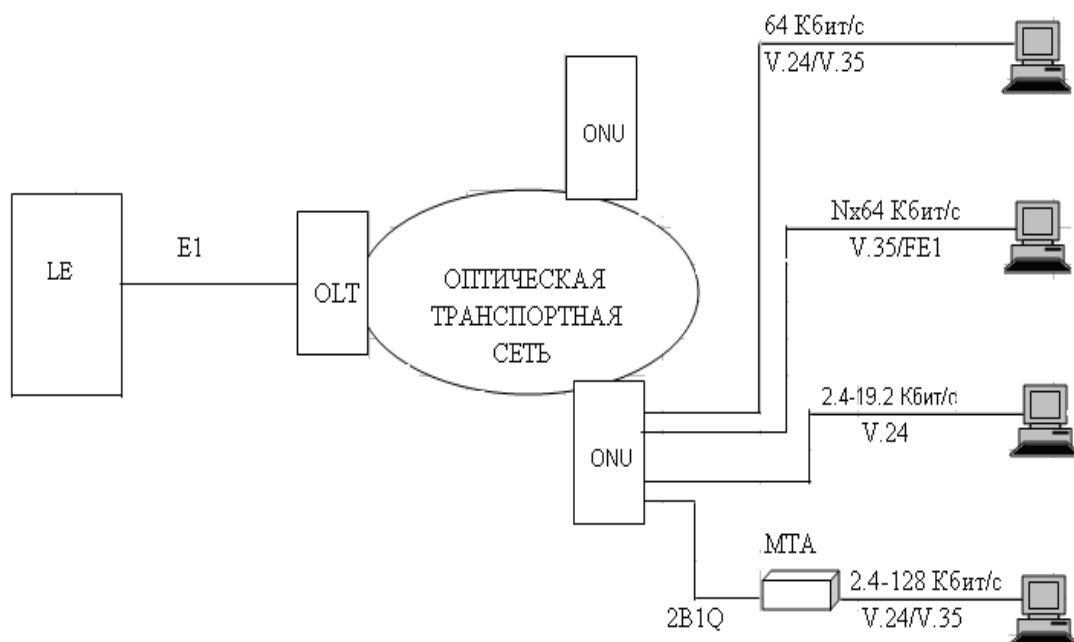 64 Кбит/с
V.24/V.35
ONU
Nx64 Кбит/с
V.35/FE1
LE
E1
OLT
ОПТИЧЕСКАЯ
ТРАНСПОРТНАЯ
СЕТЬ
2.4-19.2 Кбит/с
V.24
ONU
МТА
2.4-128 Кбит/с
2B1Q
V.24/V.35